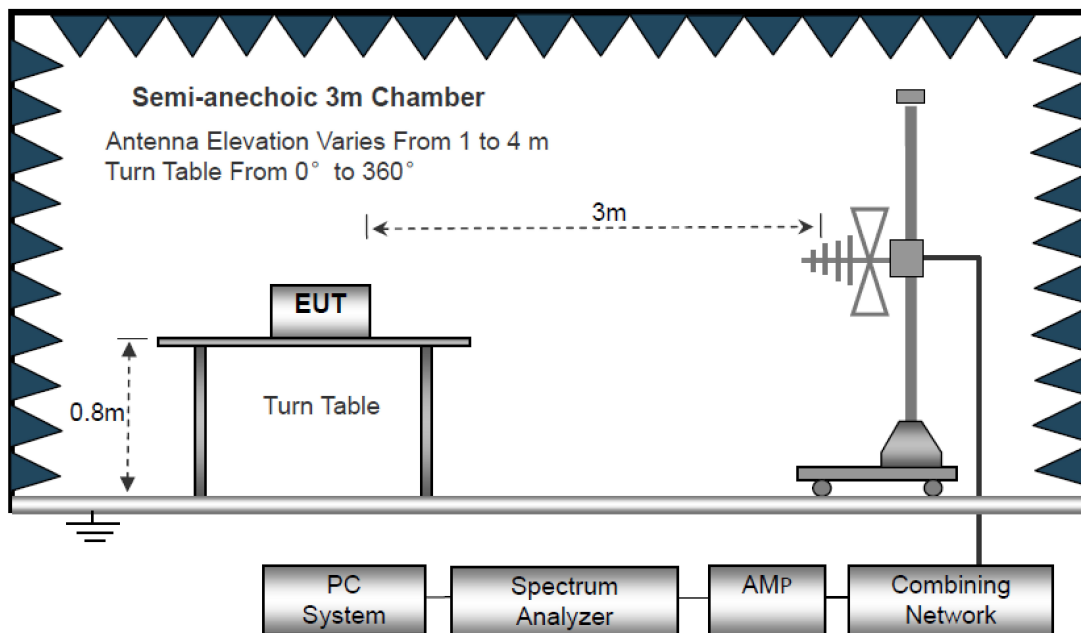 Semi-anechoic 3m Chamber
Antenna Elevation Varies From 1 to 4 m
Turn Table From 0° to 360°
3m
EUT
0.8m
Turn Table
PC
System
Spectrum
Analyzer
AMP
Combining
Network